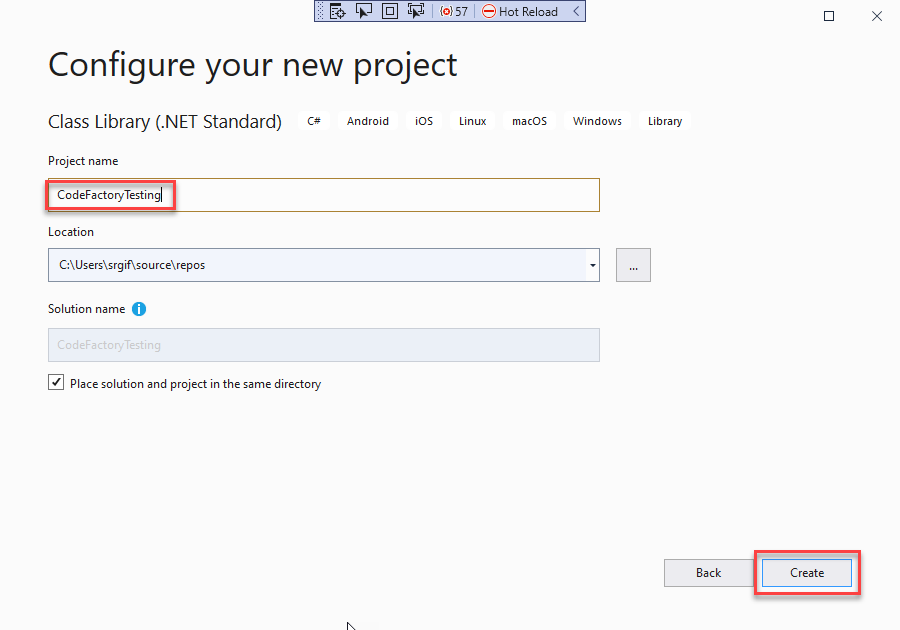 57 Hot Reload
Configure your new project
Class Library (.NET Standard) C# Android iOS Linux macOS Windows Library
Project name
CodeFactoryTesting
Location
C:\Users\srgif\source\repos
...
Solution name
CodeFactoryTesting
Place solution and project in the same directory
Back Create